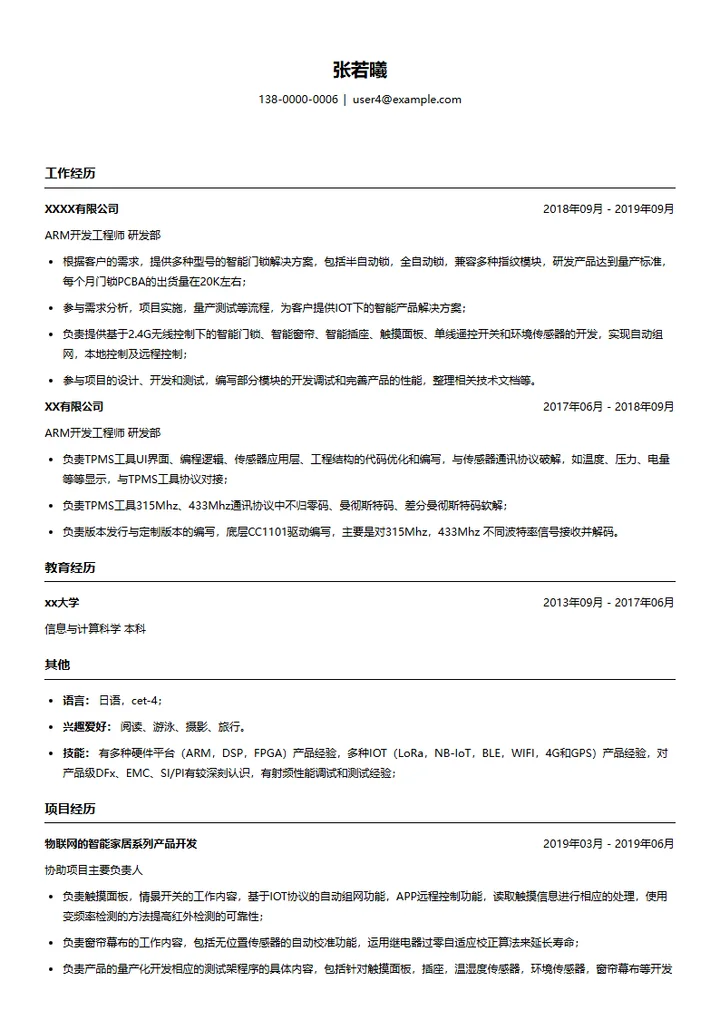 张若曦
138-0000-0006 | user4@example.com
工作经历
XXXX有限公司 2018年09月 - 2019年09月
ARM开发工程师 研发部
• 根据客户的需求，提供多种型号的智能门锁解决方案，包括半自动锁，全自动锁，兼容多种指纹模块，研发产品达到量产标准，
每个月门锁PCBA的出货量在20K左右；
• 参与需求分析，项目实施，量产测试等流程，为客户提供IOT下的智能产品解决方案；
• 负责提供基于2.4G无线控制下的智能门锁、智能窗帘、智能插座、触摸面板、单线遥控开关和环境传感器的开发，实现自动组
网，本地控制及远程控制；
• 参与项目的设计、开发和测试，编写部分模块的开发调试和完善产品的性能，整理相关技术文档等。
XX有限公司 2017年06月 - 2018年09月
ARM开发工程师 研发部
• 负责TPMS工具UI界面、编程逻辑、传感器应用层、工程结构的代码优化和编写，与传感器通讯协议破解，如温度、压力、电量
等等显示，与TPMS工具协议对接；
• 负责TPMS工具315Mhz、433Mhz通讯协议中不归零码、曼彻斯特码、差分曼彻斯特码软解；
• 负责版本发行与定制版本的编写，底层CC1101驱动编写，主要是对315Mhz，433Mhz 不同波特率信号接收并解码。
教育经历
xx大学 2013年09月 - 2017年06月
信息与计算科学 本科
其他
• 语言： 日语，cet-4；
• 兴趣爱好： 阅读、游泳、摄影、旅行。
• 技能： 有多种硬件平台（ARM，DSP，FPGA）产品经验，多种IOT（LoRa，NB-IoT，BLE，WIFI，4G和GPS）产品经验，对
产品级DFx、EMC、SI/PI有较深刻认识，有射频性能调试和测试经验；
项目经历
物联网的智能家居系列产品开发 2019年03月 - 2019年06月
协助项目主要负责人
• 负责触摸面板，情景开关的工作内容，基于IOT协议的自动组网功能，APP远程控制功能，读取触摸信息进行相应的处理，使用
变频率检测的方法提高红外检测的可靠性；
• 负责窗帘幕布的工作内容，包括无位置传感器的自动校准功能，运用继电器过零自适应校正算法来延长寿命；
• 负责产品的量产化开发相应的测试架程序的具体内容，包括针对触摸面板，插座，温湿度传感器，环境传感器，窗帘幕布等开发